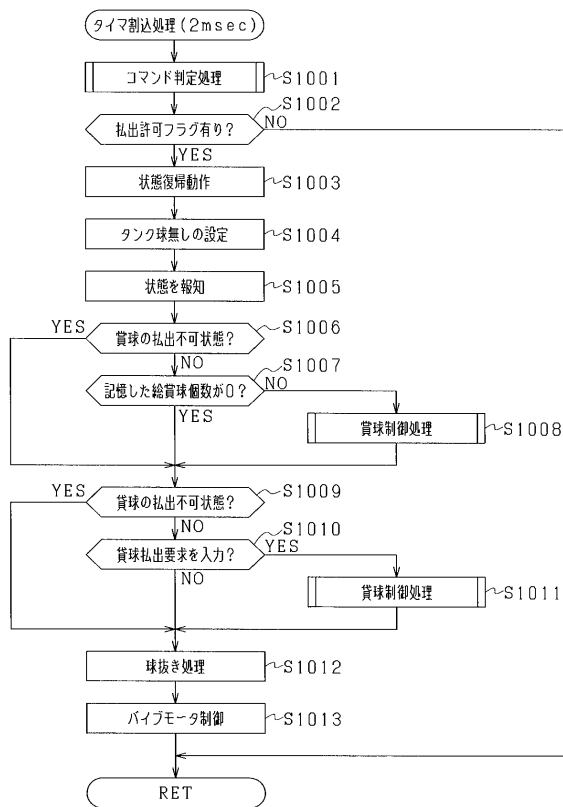 タイマ割込処理(2msec)
コマンド判定処理 S1001
S1002
払出許可フラグ有り? NO
YES
状態復帰動作 S1003
タンク球無しの設定 S1004
状態を報知 S1005
YES 賞球の払出不可状態? S1006
NO S1007
記憶した総賞球個数が0? NO
YES 賞球制御処理 S1008
YES 貸球の払出不可状態? S1009
NO S1010
貸球払出要求を入力? YES
NO 貸球制御処理 S1011
球抜き処理 S1012
バイブモータ制御 S1013
RET